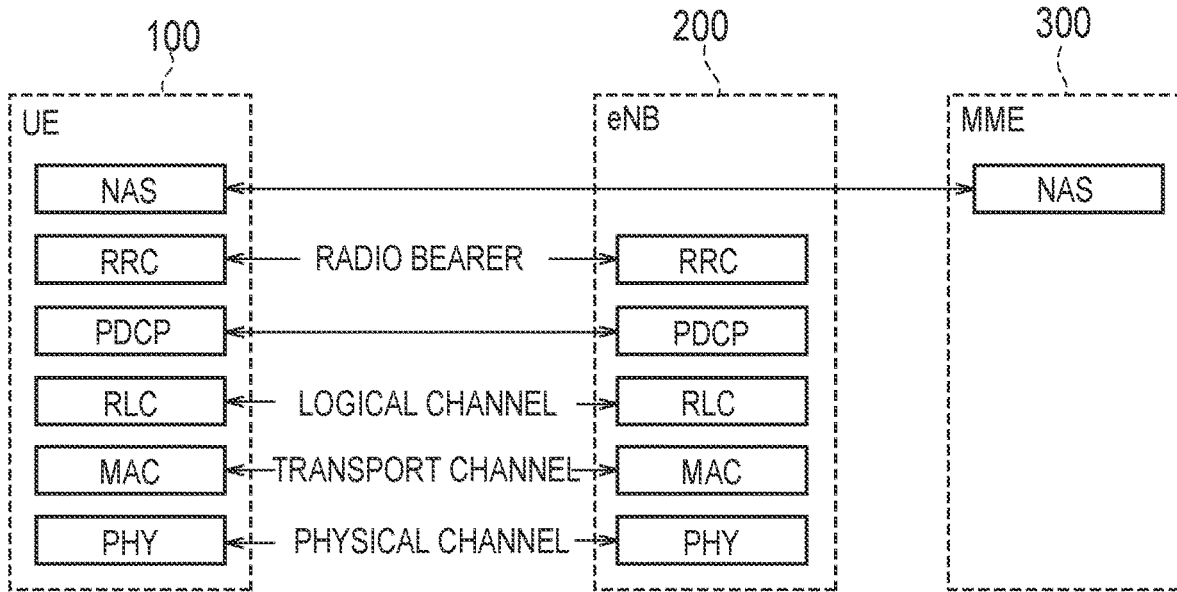 100 200 300
UE eNB MME
NAS NAS
RRC RADIO BEARER RRC
PDCP PDCP
RLC LOGICAL CHANNEL RLC
MAC TRANSPORT CHANNEL MAC
PHY PHYSICAL CHANNEL PHY